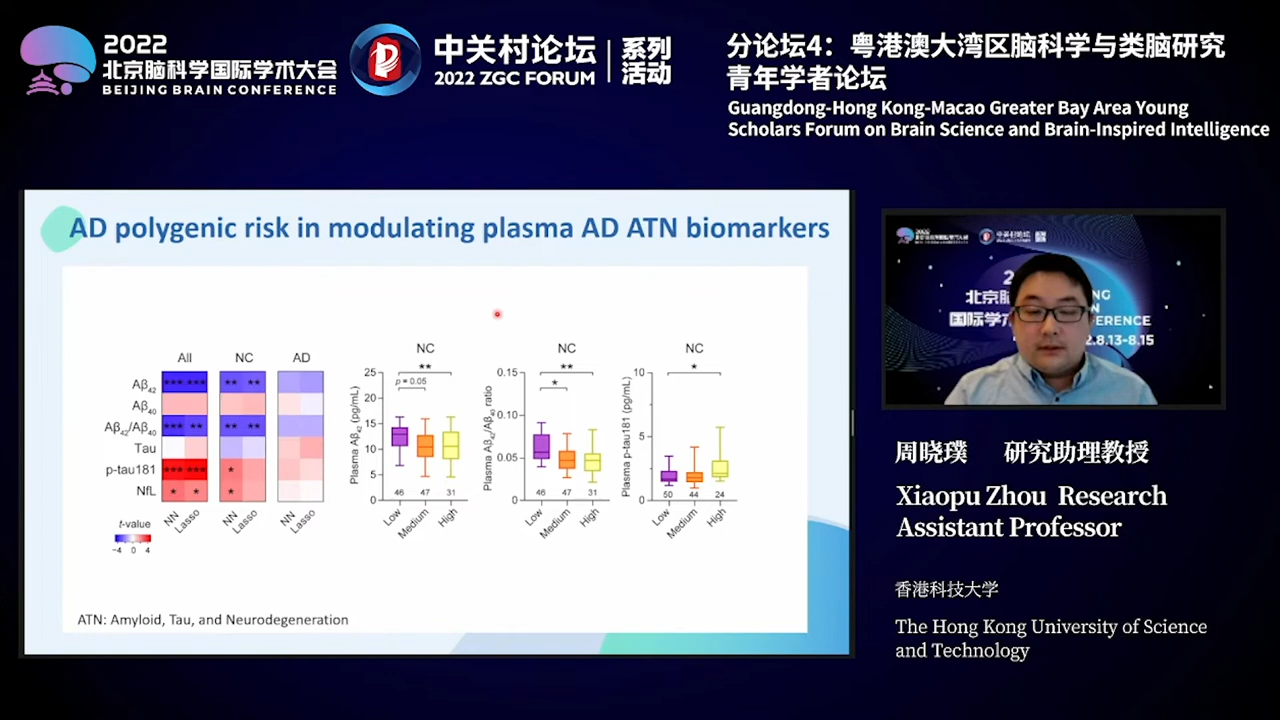 2022
北京脑科学国际学术大会
BEIJING BRAIN CONFERENCE
中关村论坛
2022 ZGC FORUM
系列
活动
分论坛4：粤港澳大湾区脑科学与类脑研究
青年学者论坛
Guangdong-Hong Kong-Macao Greater Bay Area Young
Scholars Forum on Brain Science and Brain-Inspired Intelligence
AD polygenic risk in modulating plasma AD ATN biomarkers
All NC AD
Aβ42 *** *** ** **
Aβ40
Aβ42/Aβ40 *** ** ** **
Tau
p-tau181 *** *** *
NfL * * *
NN Lasso NN Lasso NN Lasso
t-value
−4 0 4
NC
**
p = 0.05
Plasma Aβ42 (pg/mL)
25
20
15
10
5
0
46 47 31
Low Medium High
NC
**
*
Plasma Aβ42/Aβ40 ratio
0.15
0.10
0.05
0
46 47 31
Low Medium High
NC
*
Plasma p-tau181 (pg/mL)
10
5
0
50 44 24
Low Medium High
ATN: Amyloid, Tau, and Neurodegeneration
周晓璞 研究助理教授
Xiaopu Zhou Research
Assistant Professor
香港科技大学
The Hong Kong University of Science
and Technology